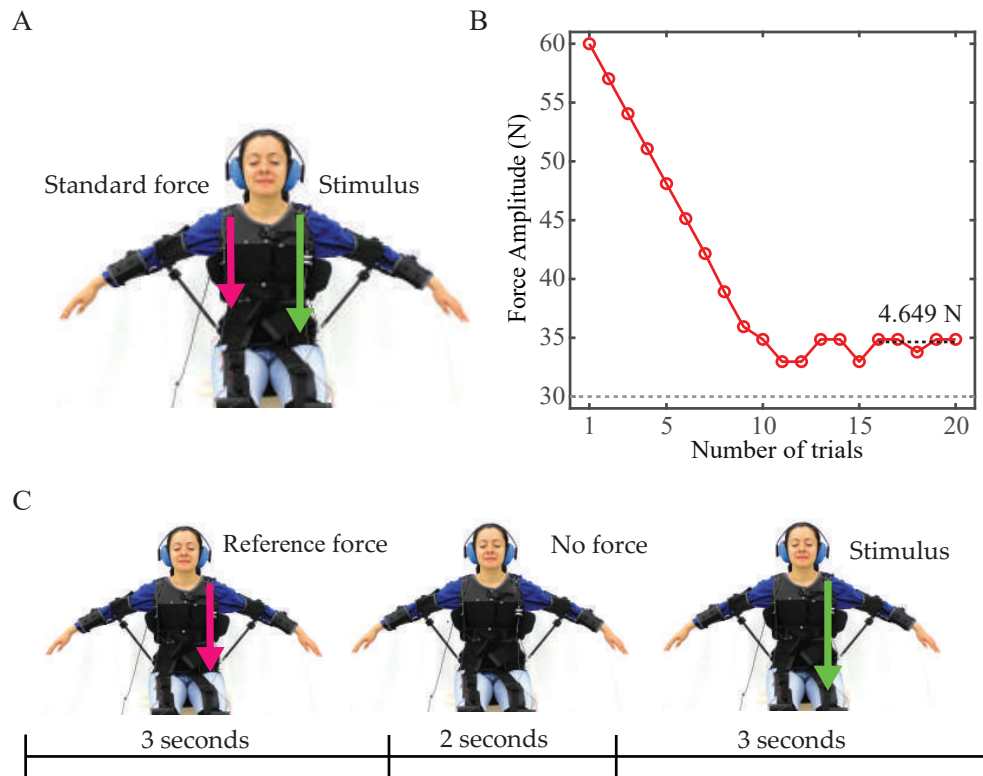 A
Standard force
Stimulus
B
Force Amplitude (N)
60
55
50
45
40
35
30
4.649 N
1
5
10
15
20
Number of trials
C
Reference force
No force
Stimulus
3 seconds
2 seconds
3 seconds